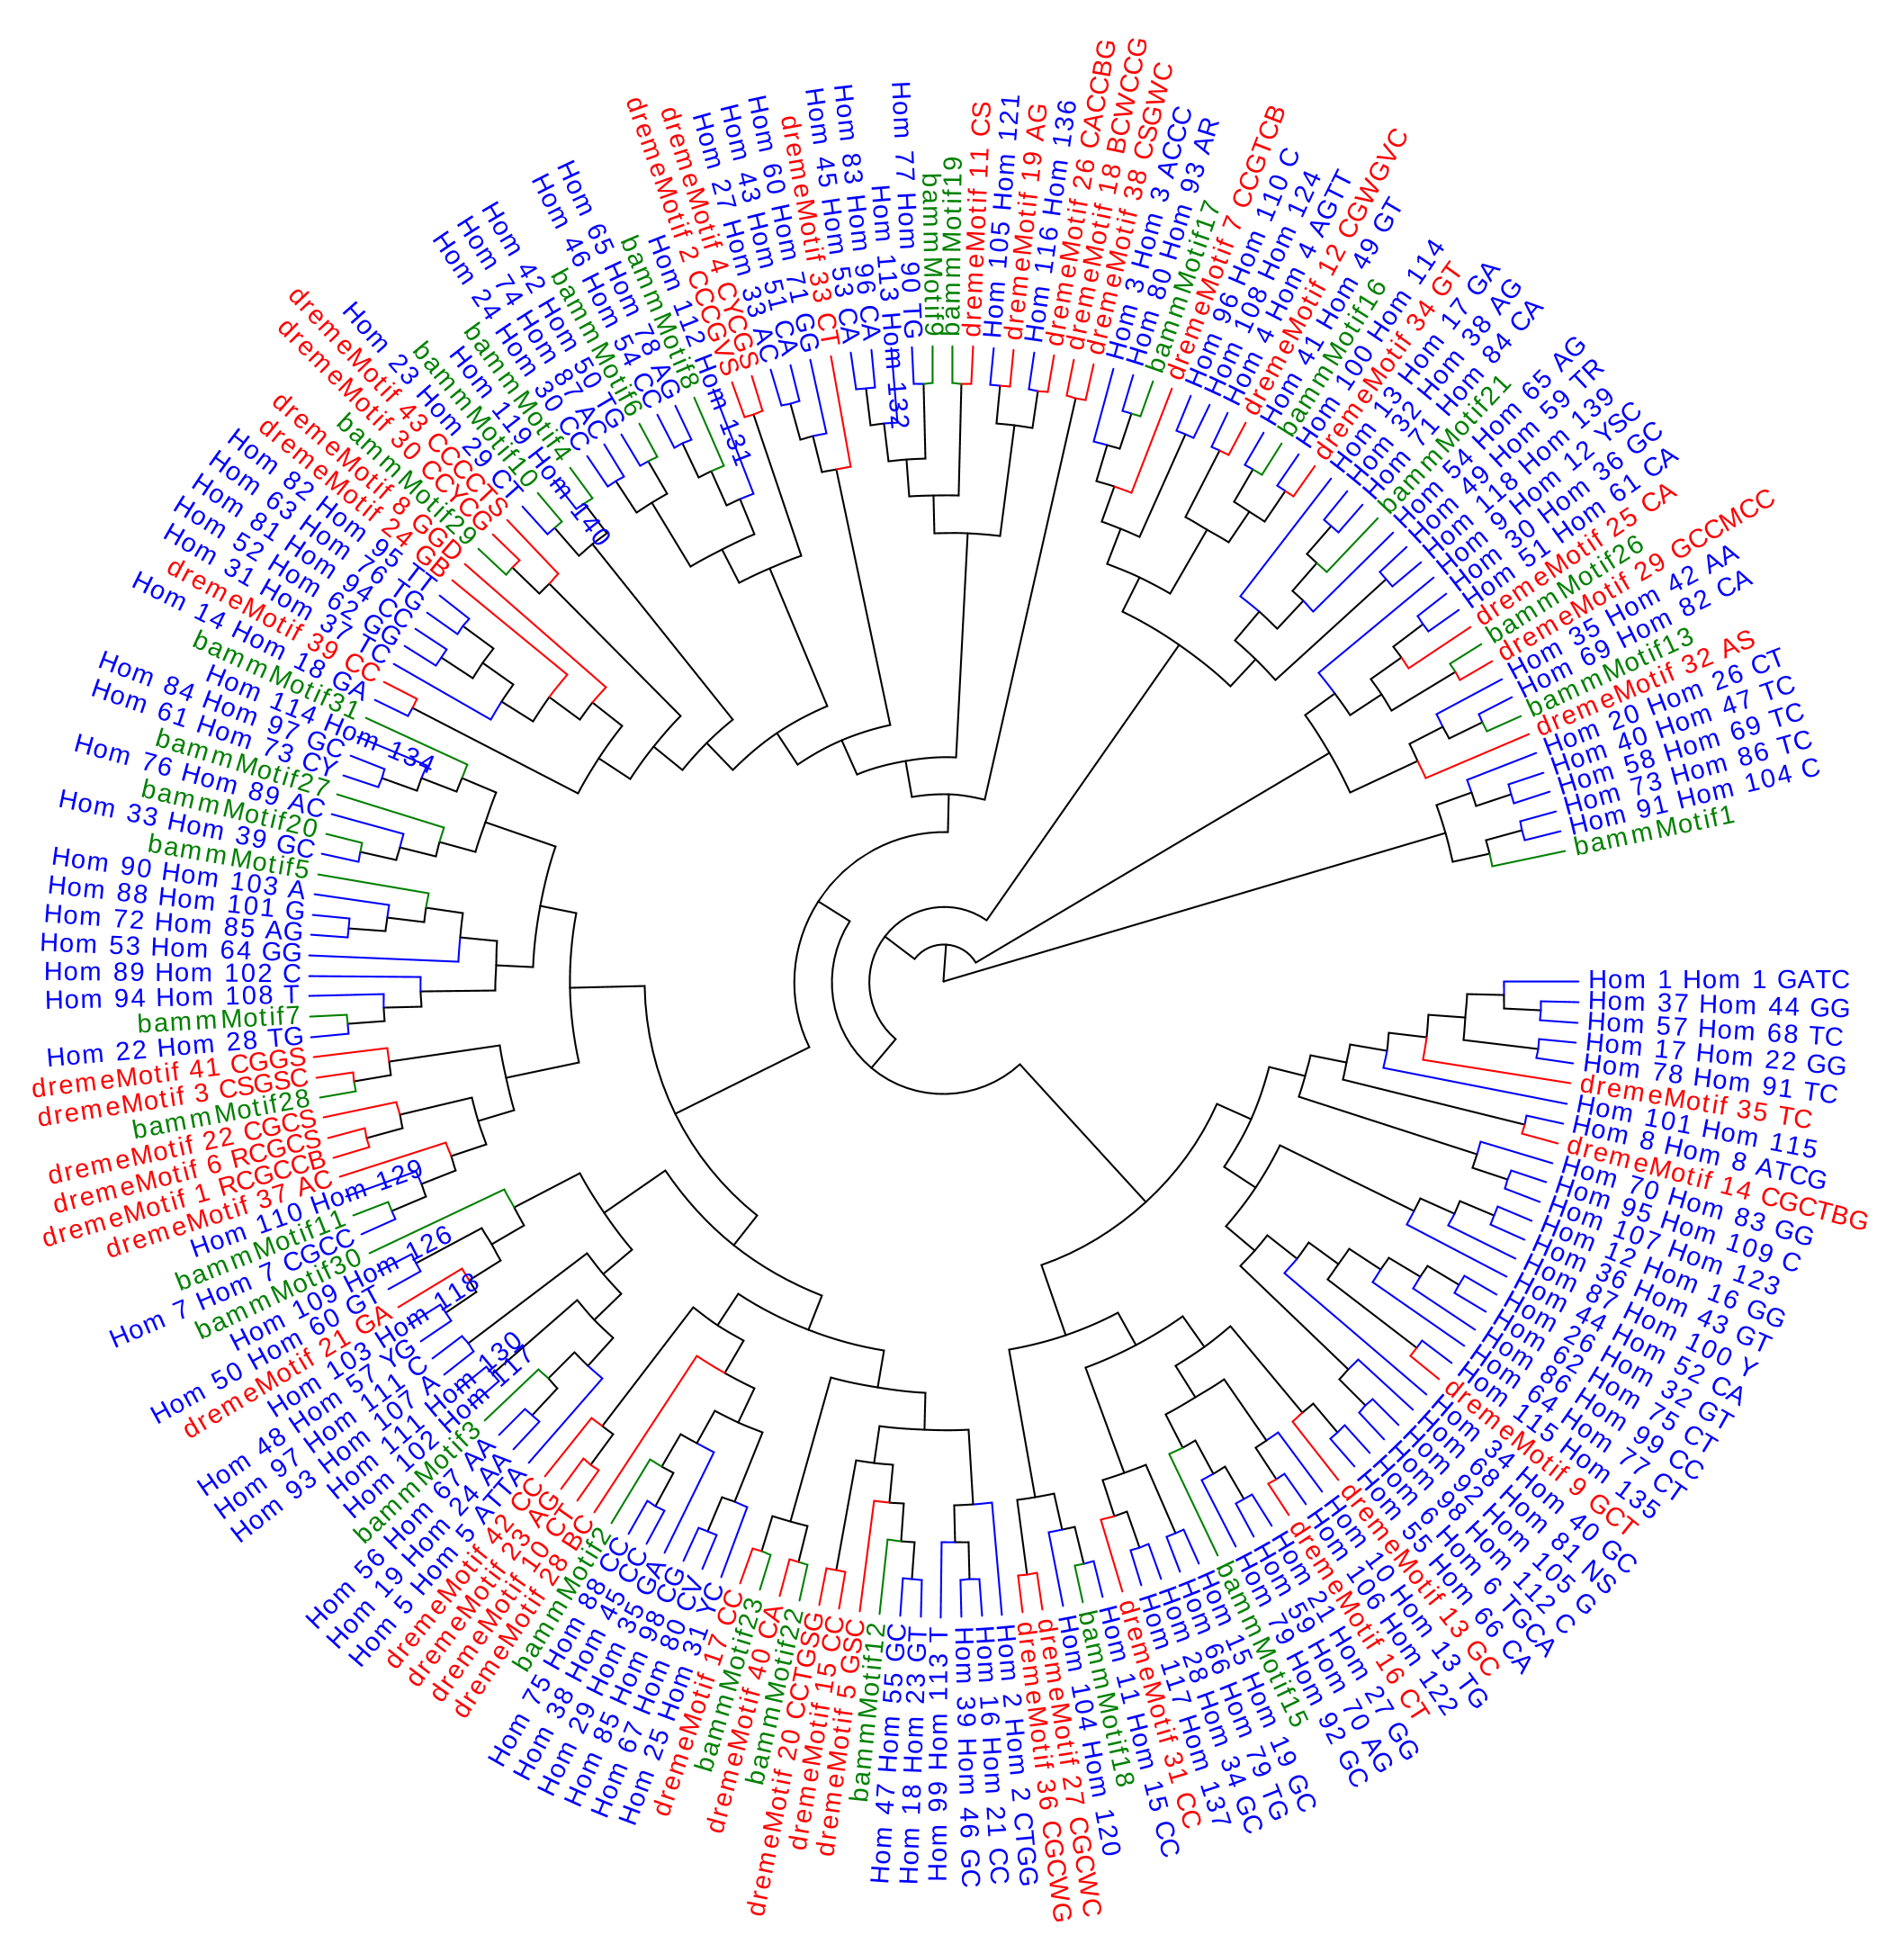 Hom 1 Hom 1 GATC
Hom 37 Hom 44 GG
Hom 57 Hom 68 TC
Hom 17 Hom 22 GG
Hom 78 Hom 91 TC
dremeMotif 35 TC
Hom 101 Hom 115
Hom 8 Hom 8 ATCG
dremeMotif 14 CGCTBG
Hom 70 Hom 83 GG
Hom 95 Hom 109 C
Hom 107 Hom 123
Hom 12 Hom 16 GG
Hom 36 Hom 43 GT
Hom 87 Hom 100 Y
Hom 44 Hom 52 CA
Hom 26 Hom 32 GT
Hom 62 Hom 75 CT
Hom 86 Hom 99 CC
Hom 64 Hom 77 CT
Hom 115 Hom 135
dremeMotif 9 GCT
Hom 34 Hom 40 GC
Hom 68 Hom 81 NS
Hom 92 Hom 105 G
Hom 98 Hom 112 C
Hom 6 Hom 6 TGCA
Hom 55 Hom 66 CA
dremeMotif 13 GC
Hom 10 Hom 13 TG
Hom 106 Hom 122
dremeMotif 16 CT
Hom 21 Hom 27 GG
Hom 59 Hom 70 AG
Hom 79 Hom 92 GC
bammMotif15
Hom 15 Hom 19 GC
Hom 66 Hom 79 TG
Hom 28 Hom 34 GC
Hom 117 Hom 137
dremeMotif 31 CC
Hom 11 Hom 15 CC
bammMotif18
Hom 104 Hom 120
dremeMotif 27 CGCWC
dremeMotif 36 CGCWG
Hom 2 Hom 2 CTGG
Hom 16 Hom 21 CC
Hom 39 Hom 46 GC
Hom 99 Hom 113 T
Hom 18 Hom 23 GT
Hom 47 Hom 55 GC
bammMotif12
dremeMotif 5 GSC
dremeMotif 15 CC
dremeMotif 20 CCTGSG
bammMotif22
dremeMotif 40 CA
bammMotif23
dremeMotif 17 CC
Hom 25 Hom 31 YC
Hom 67 Hom 80 CV
Hom 85 Hom 98 CG
Hom 29 Hom 35 GA
Hom 38 Hom 45 CC
Hom 75 Hom 88 CC
bammMotif2
dremeMotif 28 BC
dremeMotif 10 CTC
dremeMotif 23 AGT
dremeMotif 42 CC
Hom 5 Hom 5 ATTA
Hom 19 Hom 24 AA
Hom 56 Hom 67 AA
bammMotif3
Hom 102 Hom 117
Hom 111 Hom 130
Hom 93 Hom 107 A
Hom 97 Hom 111 C
Hom 48 Hom 57 YG
Hom 103 Hom 118
dremeMotif 21 GA
Hom 50 Hom 60 GT
Hom 109 Hom 126
bammMotif30
Hom 7 Hom 7 CGCC
bammMotif11
Hom 110 Hom 129
dremeMotif 37 AC
dremeMotif 1 RCGCCB
dremeMotif 6 RCGCS
dremeMotif 22 CGCS
bammMotif28
dremeMotif 3 CSGSC
dremeMotif 41 CGGS
Hom 22 Hom 28 TG
bammMotif7
Hom 94 Hom 108 T
Hom 89 Hom 102 C
Hom 53 Hom 64 GG
Hom 72 Hom 85 AG
Hom 88 Hom 101 G
Hom 90 Hom 103 A
bammMotif5
Hom 33 Hom 39 GC
bammMotif20
Hom 76 Hom 89 AC
bammMotif27
Hom 61 Hom 73 CY
Hom 84 Hom 97 GC
Hom 114 Hom 134
bammMotif31
Hom 14 Hom 18 GA
dremeMotif 39 CC
Hom 31 Hom 37 TC
Hom 52 Hom 62 GG
Hom 81 Hom 94 CC
Hom 63 Hom 76 TG
Hom 82 Hom 95 TT
dremeMotif 24 GB
dremeMotif 8 GGD
bammMotif29
dremeMotif 30 CCYCG
dremeMotif 43 CCCCTS
Hom 23 Hom 29 CT
bammMotif10
Hom 119 Hom 140
bammMotif4
Hom 24 Hom 30 CC
Hom 74 Hom 87 AC
Hom 42 Hom 50 TG
bammMotif6
Hom 46 Hom 54 CC
Hom 65 Hom 78 AG
bammMotif8
Hom 112 Hom 131
dremeMotif 2 CCCGVS
dremeMotif 4 CYCGS
Hom 27 Hom 33 AC
Hom 43 Hom 51 CA
Hom 60 Hom 71 GG
dremeMotif 33 CT
Hom 45 Hom 53 CA
Hom 83 Hom 96 CA
Hom 113 Hom 132
Hom 77 Hom 90 TG
bammMotif9
bammMotif19
dremeMotif 11 CS
Hom 105 Hom 121
dremeMotif 19 AG
Hom 116 Hom 136
dremeMotif 26 CACCBG
dremeMotif 18 BCWCCG
dremeMotif 38 CSGWC
Hom 3 Hom 3 ACCC
Hom 80 Hom 93 AR
bammMotif17
dremeMotif 7 CCGTCB
Hom 96 Hom 110 C
Hom 108 Hom 124
Hom 4 Hom 4 AGTT
dremeMotif 12 CGWGVC
Hom 41 Hom 49 GT
bammMotif16
Hom 100 Hom 114
dremeMotif 34 GT
Hom 13 Hom 17 GA
Hom 32 Hom 38 AG
Hom 71 Hom 84 CA
bammMotif21
Hom 54 Hom 65 AG
Hom 49 Hom 59 TR
Hom 118 Hom 139
Hom 9 Hom 12 YSC
Hom 30 Hom 36 GC
Hom 51 Hom 61 CA
dremeMotif 25 CA
bammMotif26
dremeMotif 29 GCCMCC
Hom 35 Hom 42 AA
Hom 69 Hom 82 CA
bammMotif13
dremeMotif 32 AS
Hom 20 Hom 26 CT
Hom 40 Hom 47 TC
Hom 58 Hom 69 TC
Hom 73 Hom 86 TC
Hom 91 Hom 104 C
bammMotif1